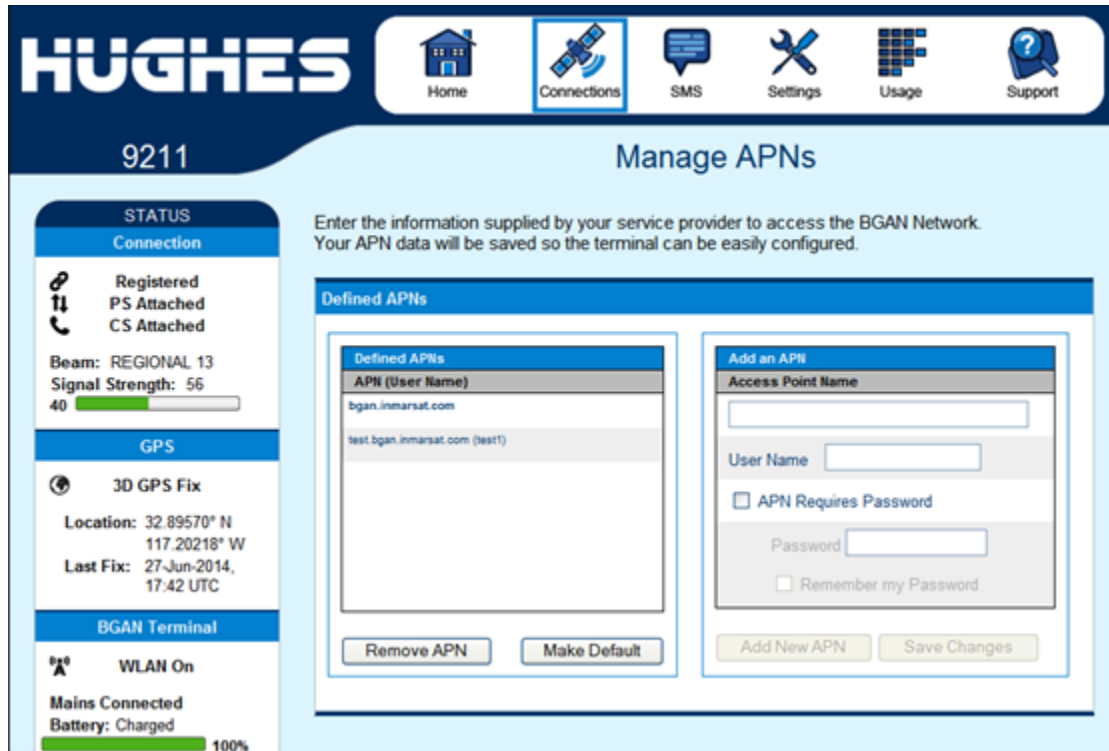 HUGHES
Home
Connections
SMS
Settings
Usage
Support
9211
Manage APNs
STATUS
Connection
Registered
PS Attached
CS Attached
Beam: REGIONAL 13
Signal Strength: 56
40
GPS
3D GPS Fix
Location: 32.89570° N
117.20218° W
Last Fix: 27-Jun-2014,
17:42 UTC
BGAN Terminal
WLAN On
Mains Connected
Battery: Charged
100%
Enter the information supplied by your service provider to access the BGAN Network.
Your APN data will be saved so the terminal can be easily configured.
Defined APNs
Defined APNs
APN (User Name)
bgan.inmarsat.com
test.bgan.inmarsat.com (test1)
Remove APN
Make Default
Add an APN
Access Point Name
User Name
APN Requires Password
Password
Remember my Password
Add New APN
Save Changes